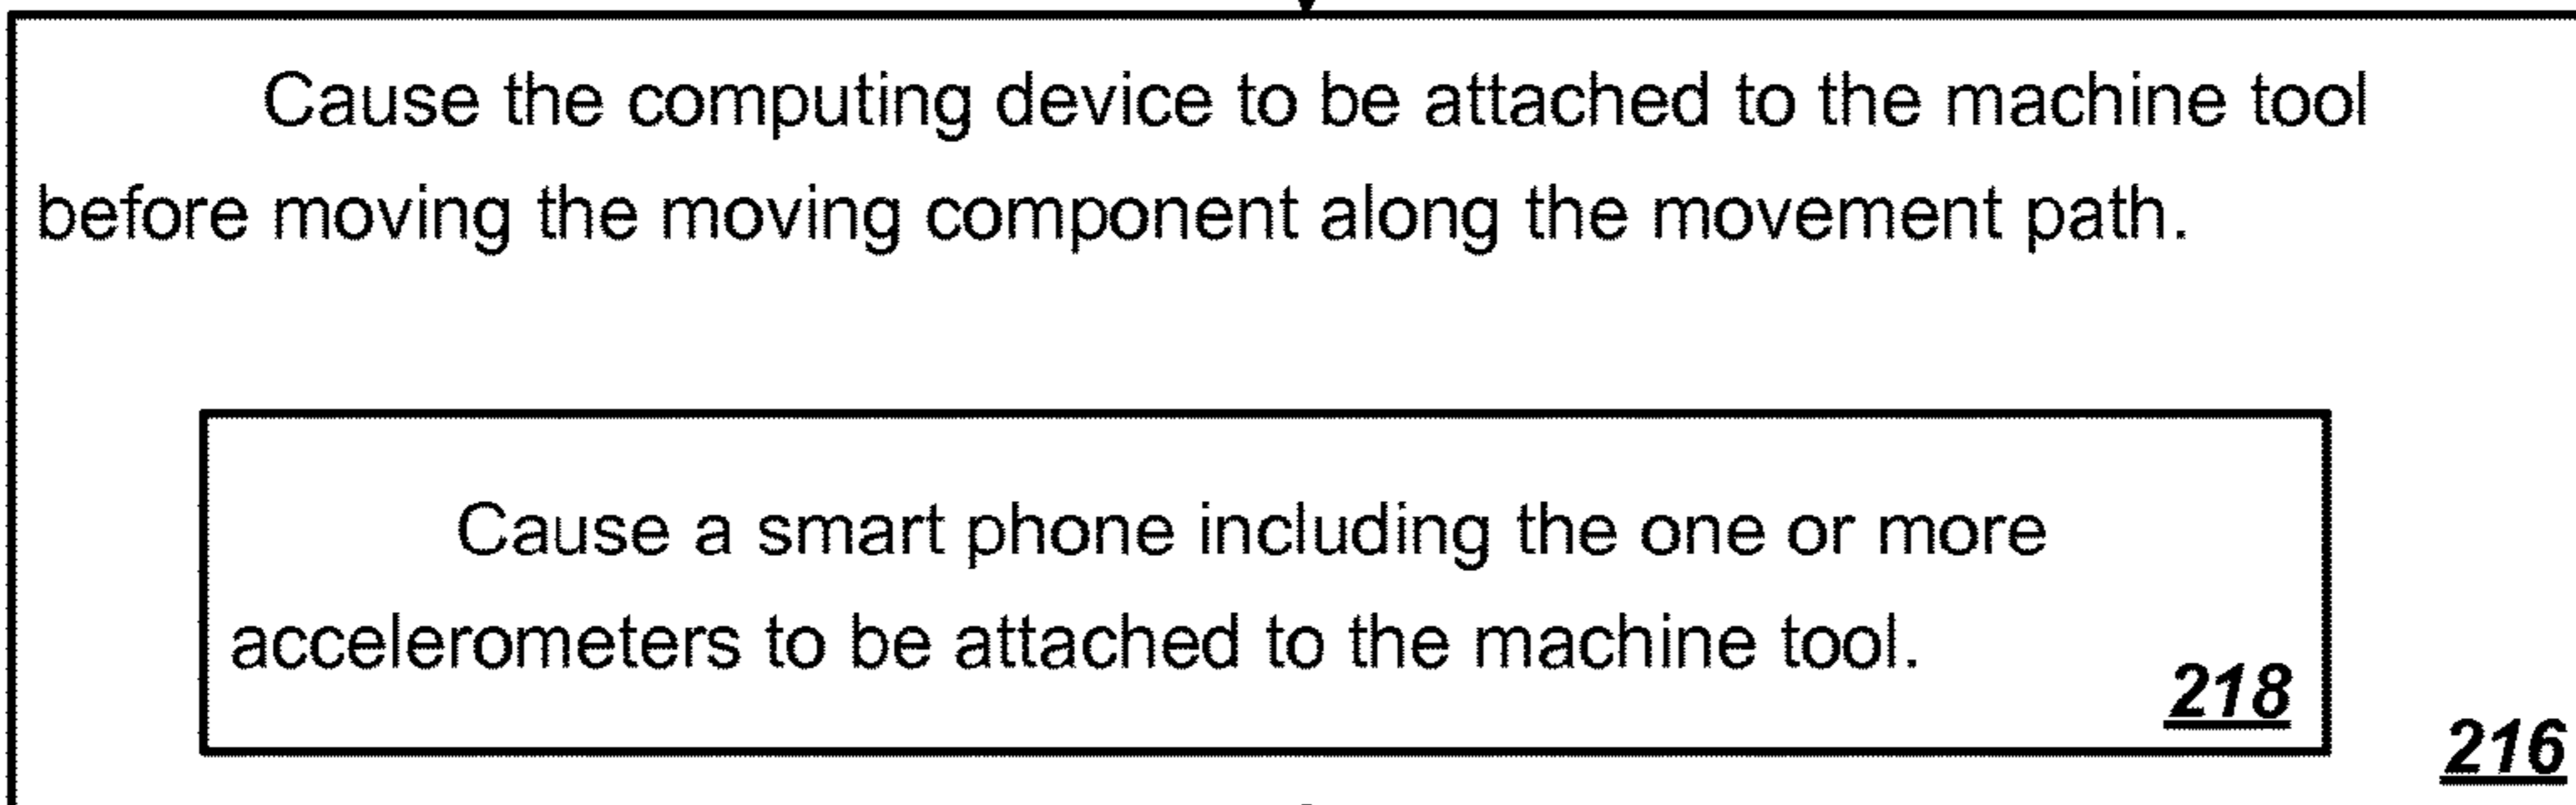 Cause the computing device to be attached to the machine tool
before moving the moving component along the movement path.
Cause a smart phone including the one or more
accelerometers to be attached to the machine tool.
218
216